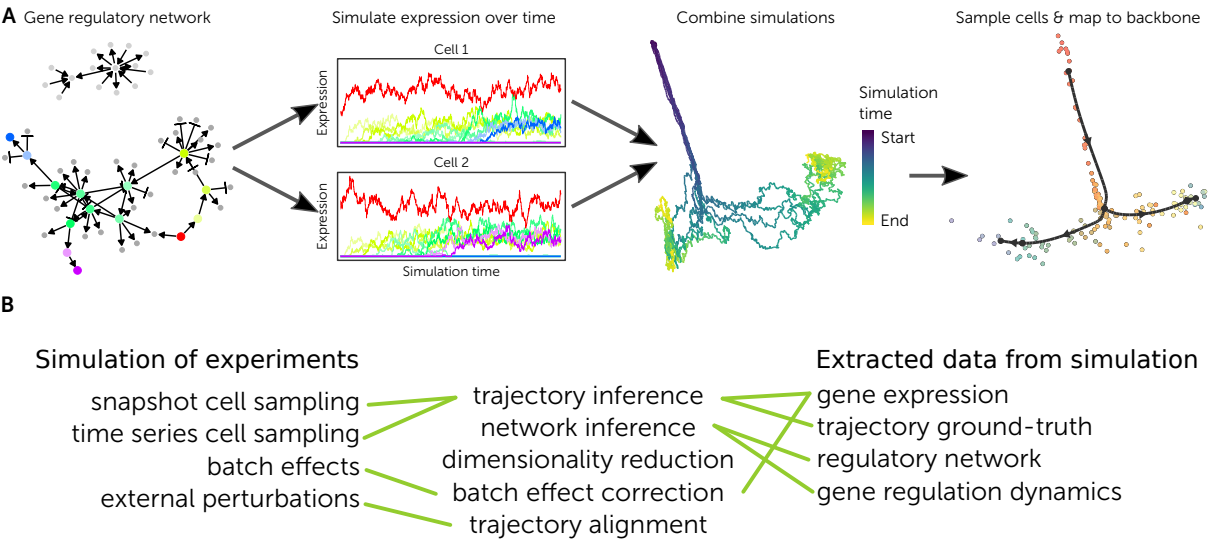 A
Gene regulatory network
Simulate expression over time
Combine simulations
Sample cells & map to backbone
Cell 1
Expression
Cell 2
Expression
Simulation time
Simulation
time
Start
End
B
Simulation of experiments
snapshot cell sampling
time series cell sampling
batch effects
external perturbations
trajectory inference
network inference
dimensionality reduction
batch effect correction
trajectory alignment
Extracted data from simulation
gene expression
trajectory ground-truth
regulatory network
gene regulation dynamics